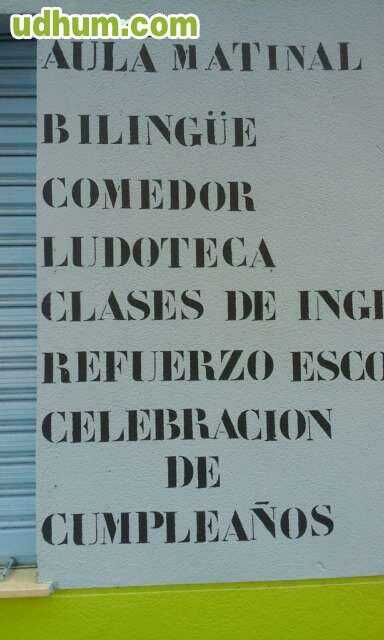 udhum.com
AULA MATINAL
BILINGÜE
COMEDOR
LUDOTECA
CLASES DE
REFUERZO
CELEBRACION
DE
CUMPLEAÑOS